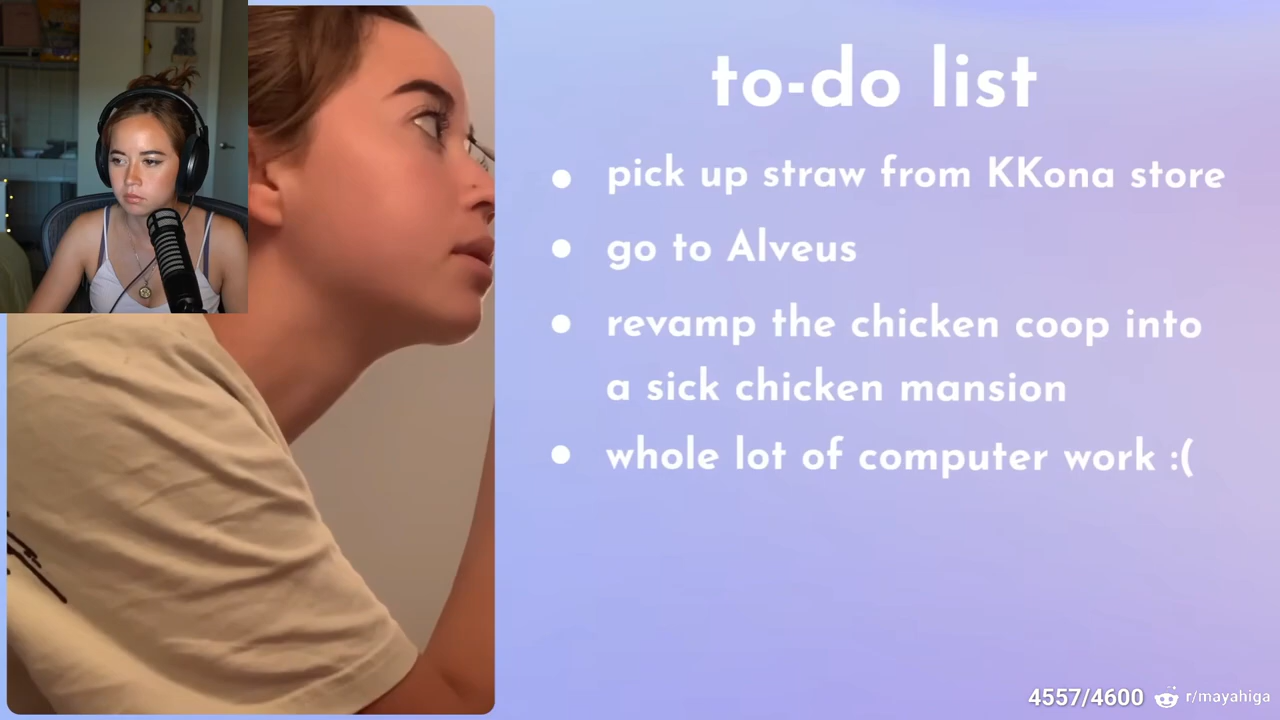 to-do list
• pick up straw from KKona store
• go to Alveus
• revamp the chicken coop into
a sick chicken mansion
• whole lot of computer work :(
4557/4600 r/mayahiga